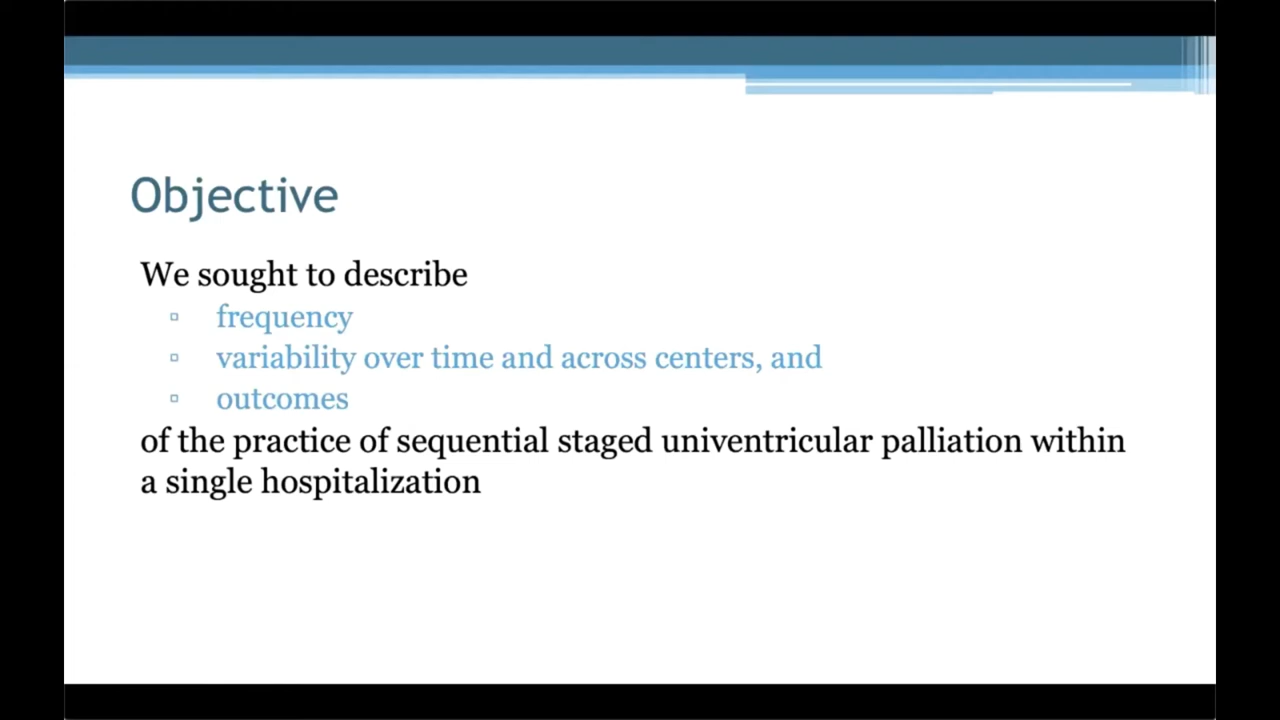 Objective
We sought to describe
▫ frequency
▫ variability over time and across centers, and
▫ outcomes
of the practice of sequential staged univentricular palliation within
a single hospitalization